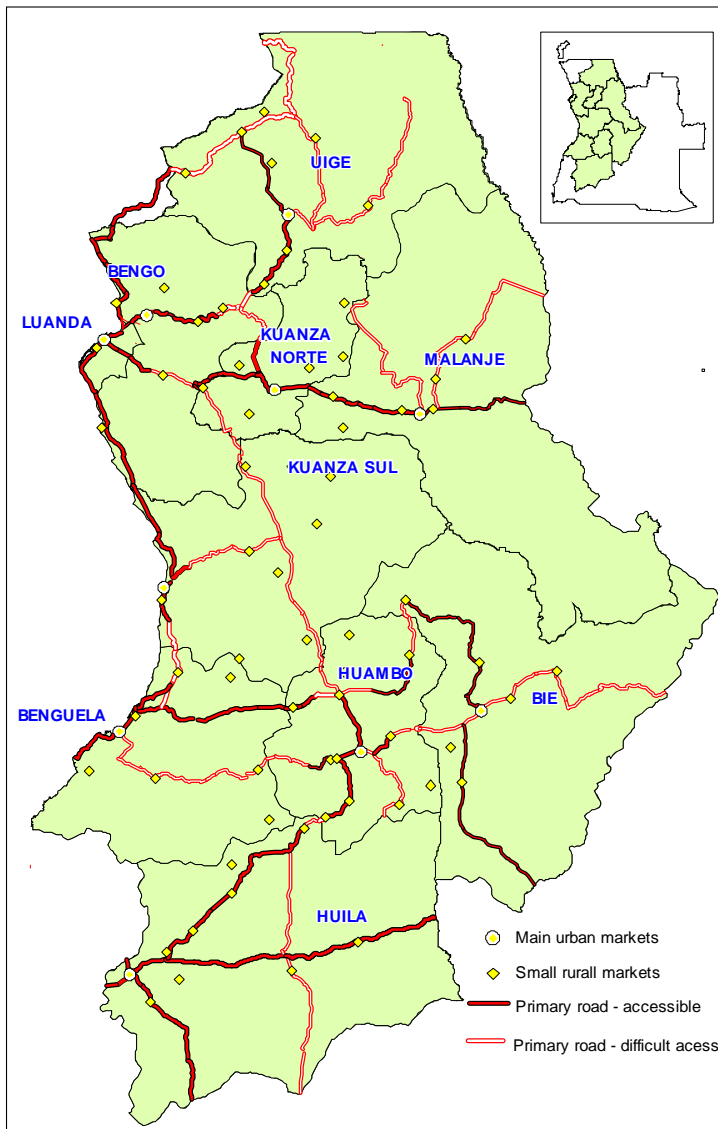 UIGE
BENGO
LUANDA
KUANZA
NORTE
MALANJE
KUANZA SUL
HUAMBO
BIE
BENGUELA
HUILA
Main urban markets
Small rurall markets
Primary road - accessible
Primary road - difficult acess